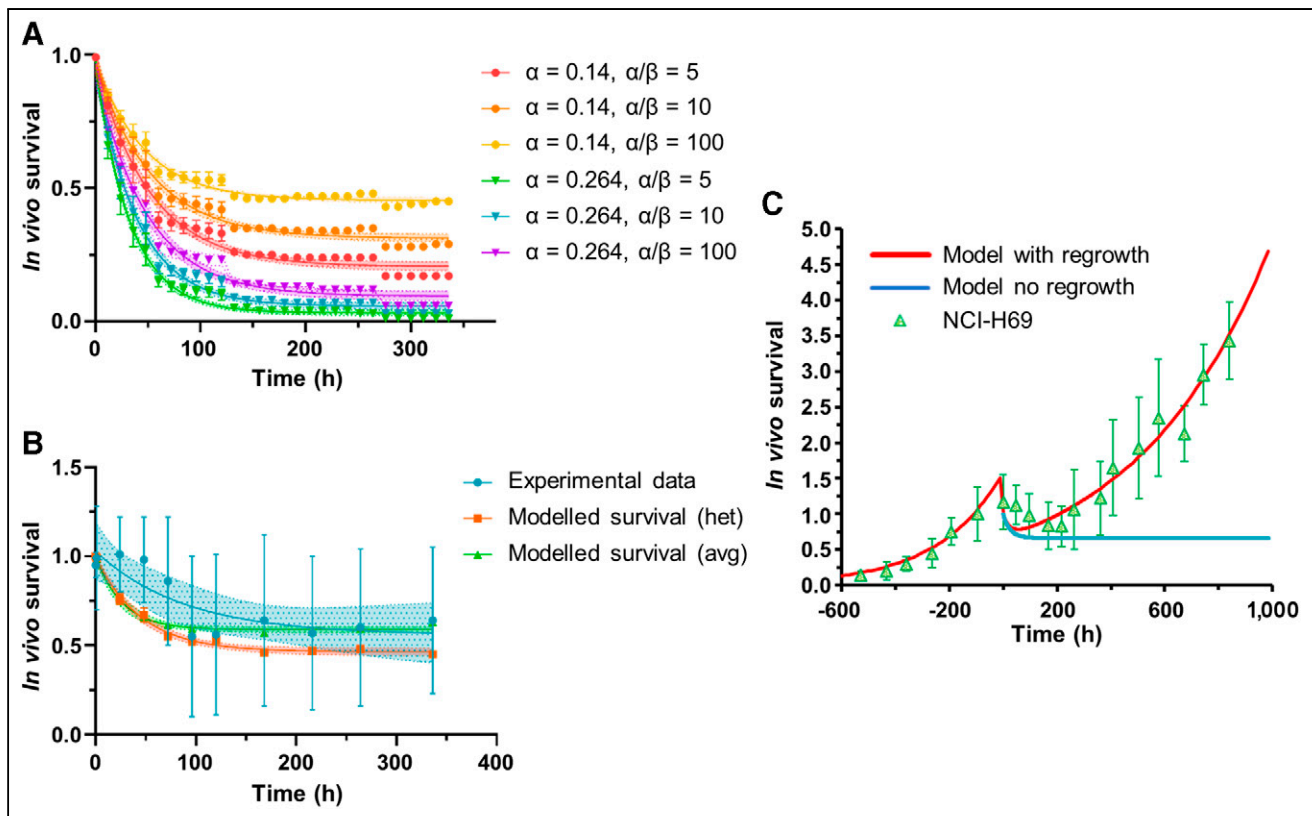 A
In vivo survival
1.0
0.5
0.0
0
100
200
300
Time (h)
α = 0.14, α/β = 5
α = 0.14, α/β = 10
α = 0.14, α/β = 100
α = 0.264, α/β = 5
α = 0.264, α/β = 10
α = 0.264, α/β = 100
B
In vivo survival
1.5
1.0
0.5
0.0
0
100
200
300
400
Time (h)
Experimental data
Modelled survival (het)
Modelled survival (avg)
C
In vivo survival
5.0
4.5
4.0
3.5
3.0
2.5
2.0
1.5
1.0
0.5
0.0
-600
-200
200
600
1,000
Time (h)
Model with regrowth
Model no regrowth
NCI-H69